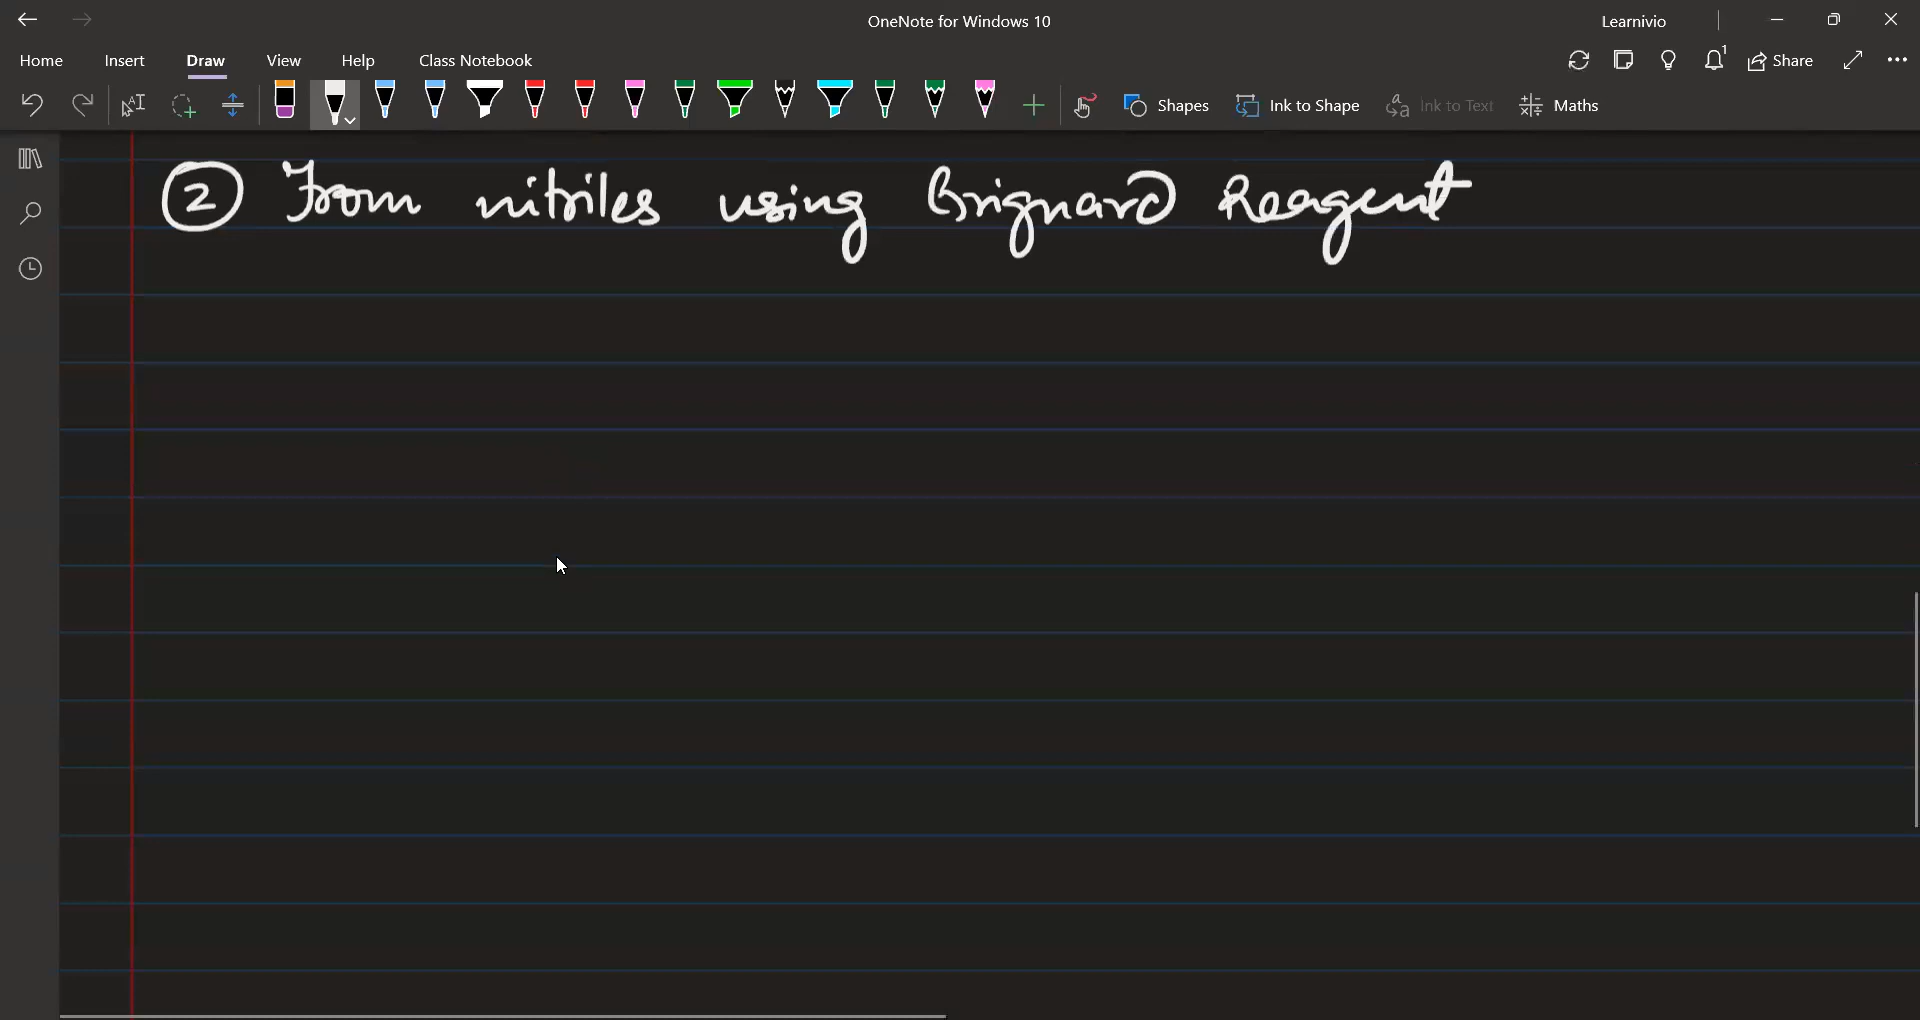 OneNote for Windows 10
Learnivio
Home Insert Draw View Help Class Notebook
1
Share
Shapes Ink to Shape Ink to Text Maths
② From nitriles using Grignard Reagent